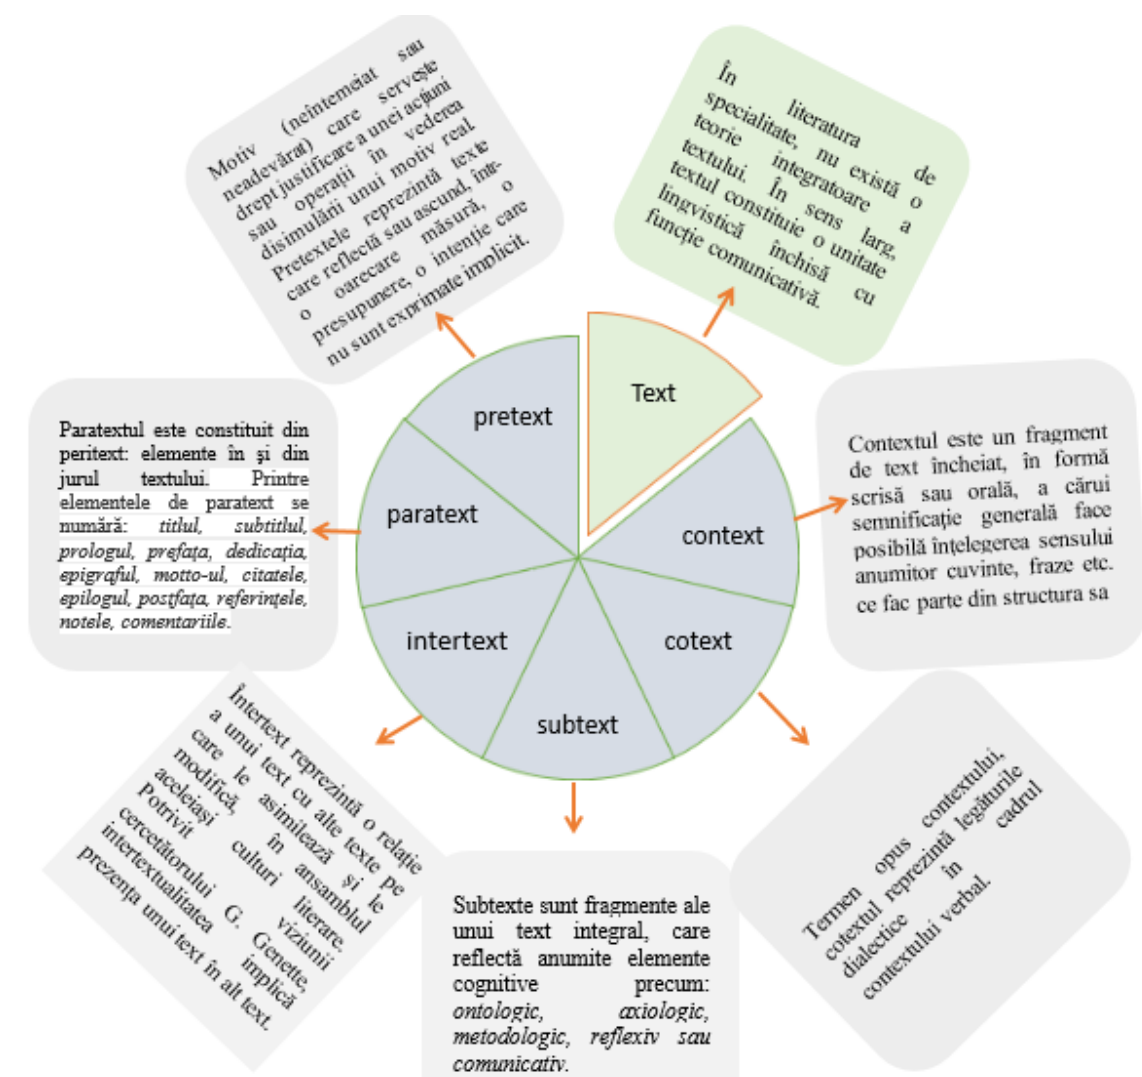 Motiv (neîntemeiat sau
neadevărat) care servește
drept justificare a unei acțiuni
sau operații în vederea
disimulării unui motiv real.
Pretextele reprezintă texte
care reflectă sau ascund, într-
o oarecare măsură, o
presupunere, o intenție care
nu sunt exprimate implicit.
În literatura de
specialitate, nu există o
teorie integratoare a
textului. În sens larg,
textul constituie o unitate
lingvistică închisă cu
funcție comunicativă.
Text
pretext
paratext
context
intertext
cotext
subtext
Paratextul este constituit din
peritext: elemente în și din
jurul textului. Printre
elementele de paratext se
numără: titlul, subtitlul,
prologul, prefața, dedicația,
epigraful, motto-ul, citatele,
epilogul, postfața, referințele,
notele, comentariile.
Contextul este un fragment
de text încheiat, în formă
scrisă sau orală, a cărui
semnificație generală face
posibilă înțelegerea sensului
anumitor cuvinte, fraze etc.
ce fac parte din structura sa
Intertext reprezintă o relație
a unui text cu alte texte pe
care le asimilează și le
modifică, în ansamblul
aceleiași culturi literare.
Potrivit viziunii
cercetătorului G. Genette,
intertextualitatea implică
prezența unui text în alt text.
Subtexte sunt fragmente ale
unui text integral, care
reflectă anumite elemente
cognitive precum:
ontologic, axiologic,
metodologic, reflexiv sau
comunicativ.
Termen opus contextului,
cotextul reprezintă legăturile
dialectice în cadrul
contextului verbal.